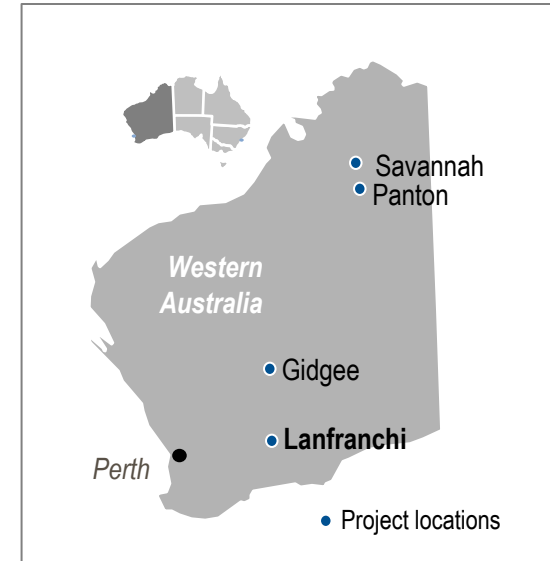 Savannah
Panton
Western
Australia
Gidgee
Lanfranchi
Perth
Project locations